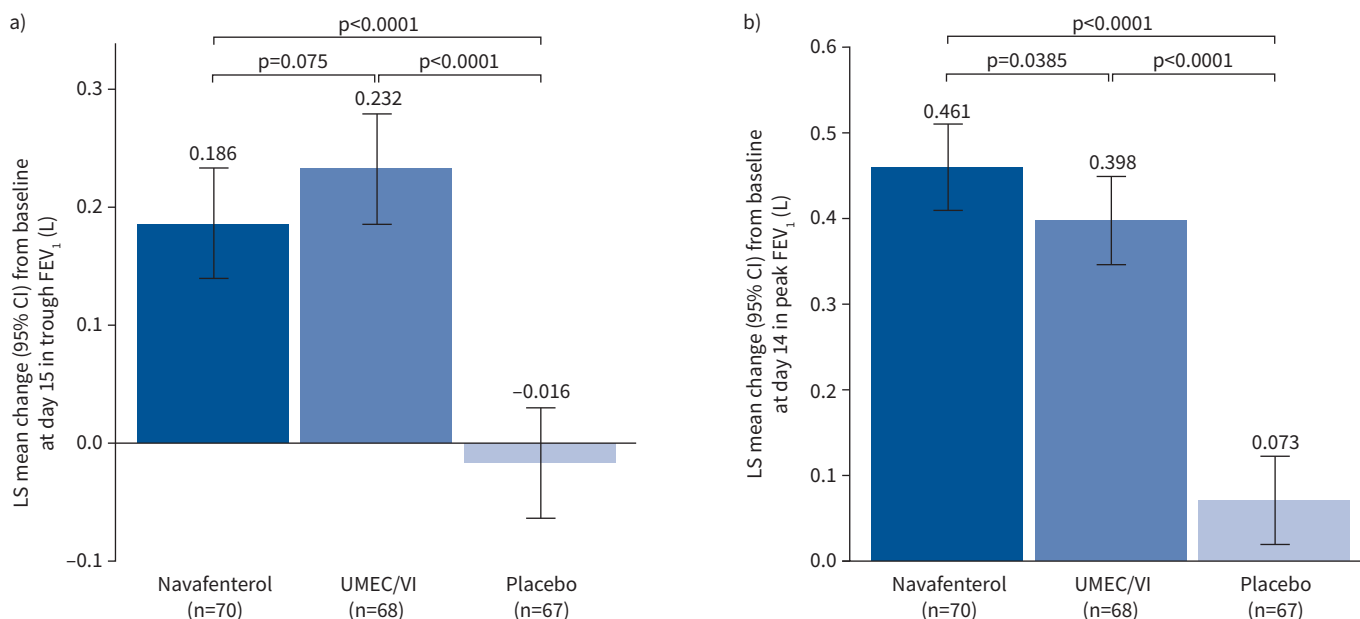 a)
p<0.0001
p=0.075
p<0.0001
0.3
0.2
0.1
0.0
−0.1
LS mean change (95% CI) from baseline
at day 15 in trough FEV₁ (L)
0.186
0.232
−0.016
Navafenterol
(n=70)
UMEC/VI
(n=68)
Placebo
(n=67)
b)
p<0.0001
p=0.0385
p<0.0001
0.6
0.5
0.4
0.3
0.2
0.1
0.0
LS mean change (95% CI) from baseline
at day 14 in peak FEV₁ (L)
0.461
0.398
0.073
Navafenterol
(n=70)
UMEC/VI
(n=68)
Placebo
(n=67)